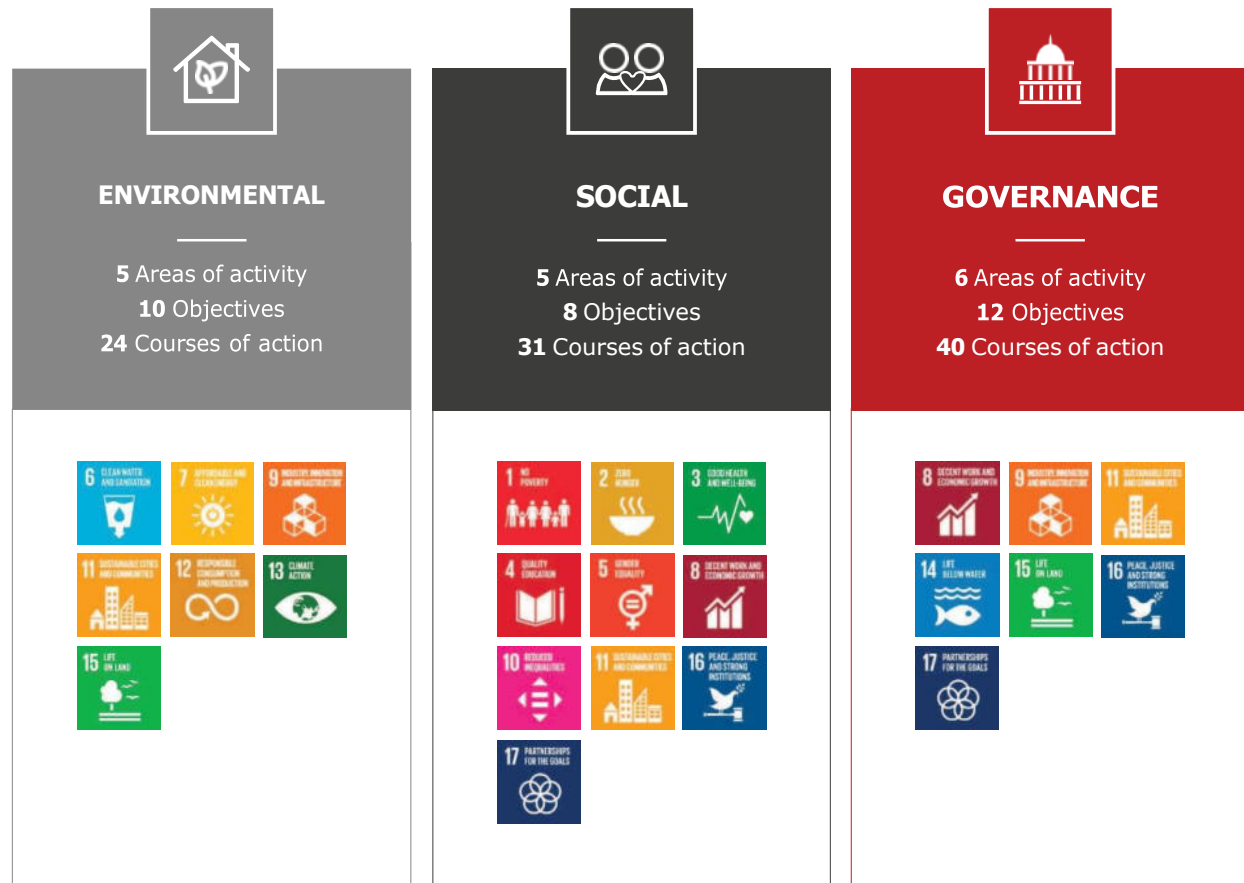 ENVIRONMENTAL
5 Areas of activity
10 Objectives
24 Courses of action
6 CLEAN WATER
AND SANITATION
7 AFFORDABLE AND
CLEAN ENERGY
9 INDUSTRY, INNOVATION
AND INFRASTRUCTURE
11 SUSTAINABLE CITIES
AND COMMUNITIES
12 RESPONSIBLE
CONSUMPTION
AND PRODUCTION
13 CLIMATE
ACTION
15 LIFE
ON LAND
SOCIAL
5 Areas of activity
8 Objectives
31 Courses of action
1 NO
POVERTY
2 ZERO
HUNGER
3 GOOD HEALTH
AND WELL-BEING
4 QUALITY
EDUCATION
5 GENDER
EQUALITY
8 DECENT WORK AND
ECONOMIC GROWTH
10 REDUCED
INEQUALITIES
11 SUSTAINABLE CITIES
AND COMMUNITIES
16 PEACE, JUSTICE
AND STRONG
INSTITUTIONS
17 PARTNERSHIPS
FOR THE GOALS
GOVERNANCE
6 Areas of activity
12 Objectives
40 Courses of action
8 DECENT WORK AND
ECONOMIC GROWTH
9 INDUSTRY, INNOVATION
AND INFRASTRUCTURE
11 SUSTAINABLE CITIES
AND COMMUNITIES
14 LIFE
BELOW WATER
15 LIFE
ON LAND
16 PEACE, JUSTICE
AND STRONG
INSTITUTIONS
17 PARTNERSHIPS
FOR THE GOALS